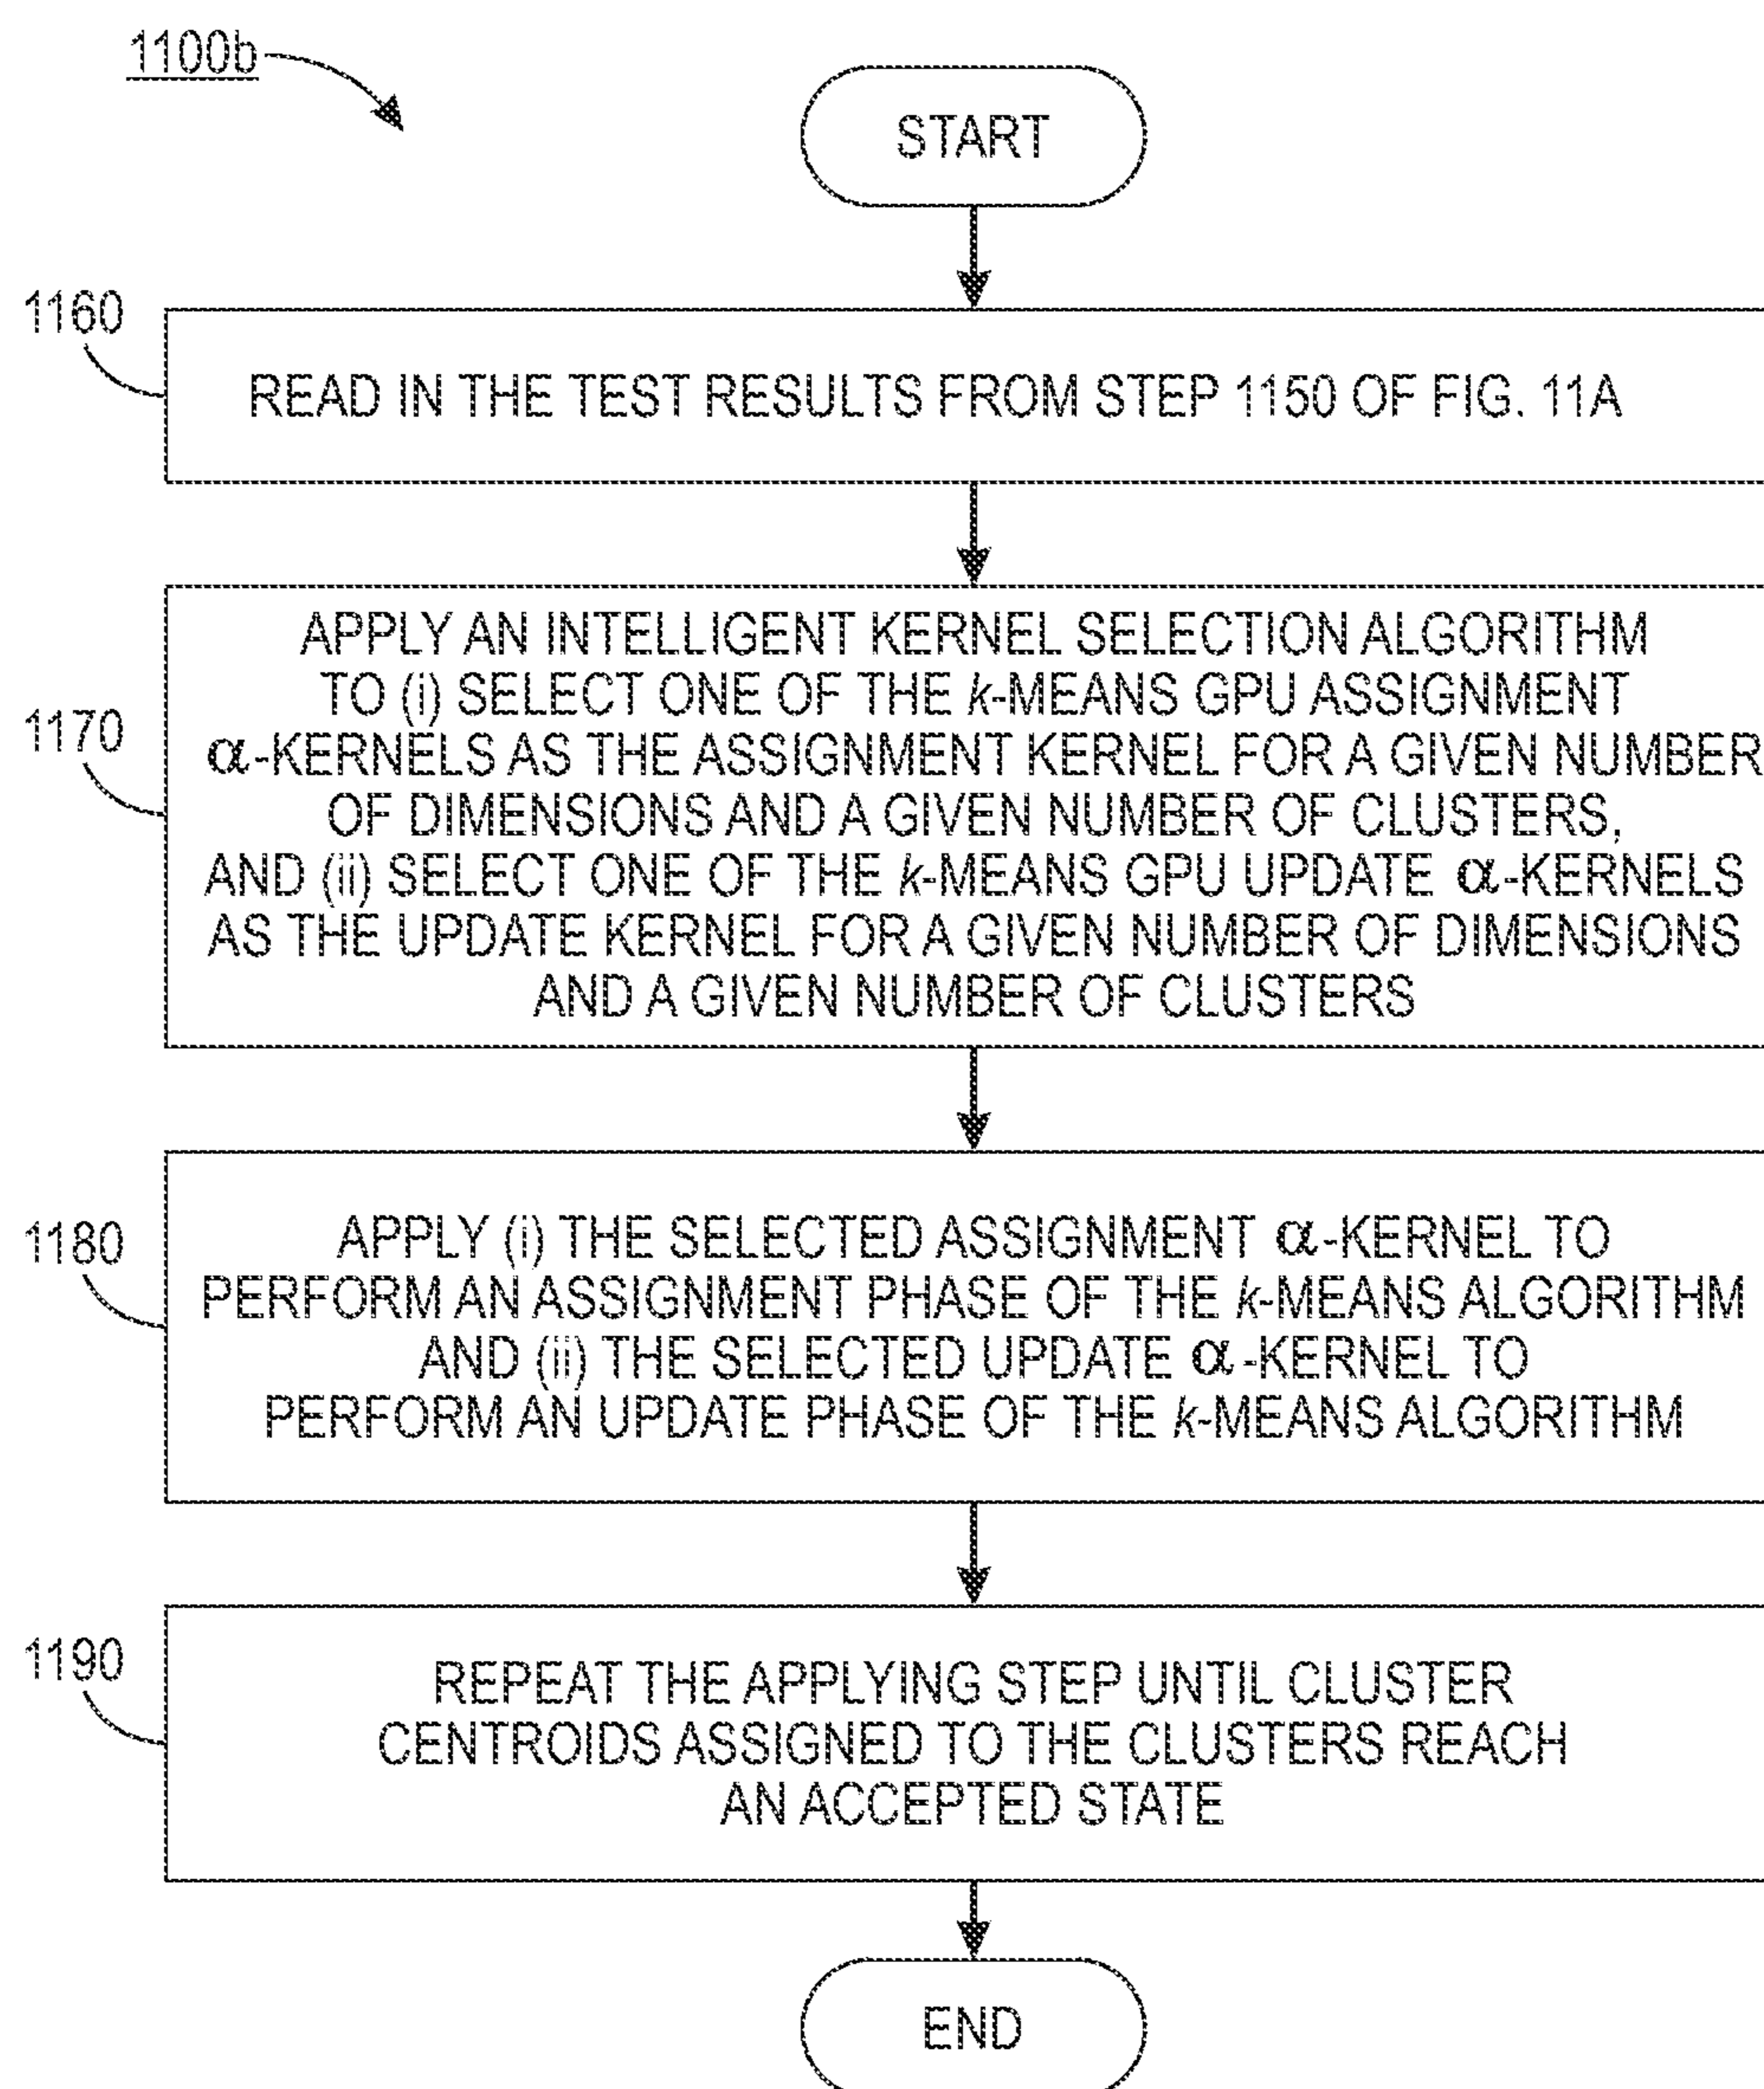 1100b
START
1160
READ IN THE TEST RESULTS FROM STEP 1150 OF FIG. 11A
1170
APPLY AN INTELLIGENT KERNEL SELECTION ALGORITHM
TO (i) SELECT ONE OF THE k-MEANS GPU ASSIGNMENT
α-KERNELS AS THE ASSIGNMENT KERNEL FOR A GIVEN NUMBER
OF DIMENSIONS AND A GIVEN NUMBER OF CLUSTERS,
AND (ii) SELECT ONE OF THE k-MEANS GPU UPDATE α-KERNELS
AS THE UPDATE KERNEL FOR A GIVEN NUMBER OF DIMENSIONS
AND A GIVEN NUMBER OF CLUSTERS
1180
APPLY (i) THE SELECTED ASSIGNMENT α-KERNEL TO
PERFORM AN ASSIGNMENT PHASE OF THE k-MEANS ALGORITHM
AND (ii) THE SELECTED UPDATE α-KERNEL TO
PERFORM AN UPDATE PHASE OF THE k-MEANS ALGORITHM
1190
REPEAT THE APPLYING STEP UNTIL CLUSTER
CENTROIDS ASSIGNED TO THE CLUSTERS REACH
AN ACCEPTED STATE
END